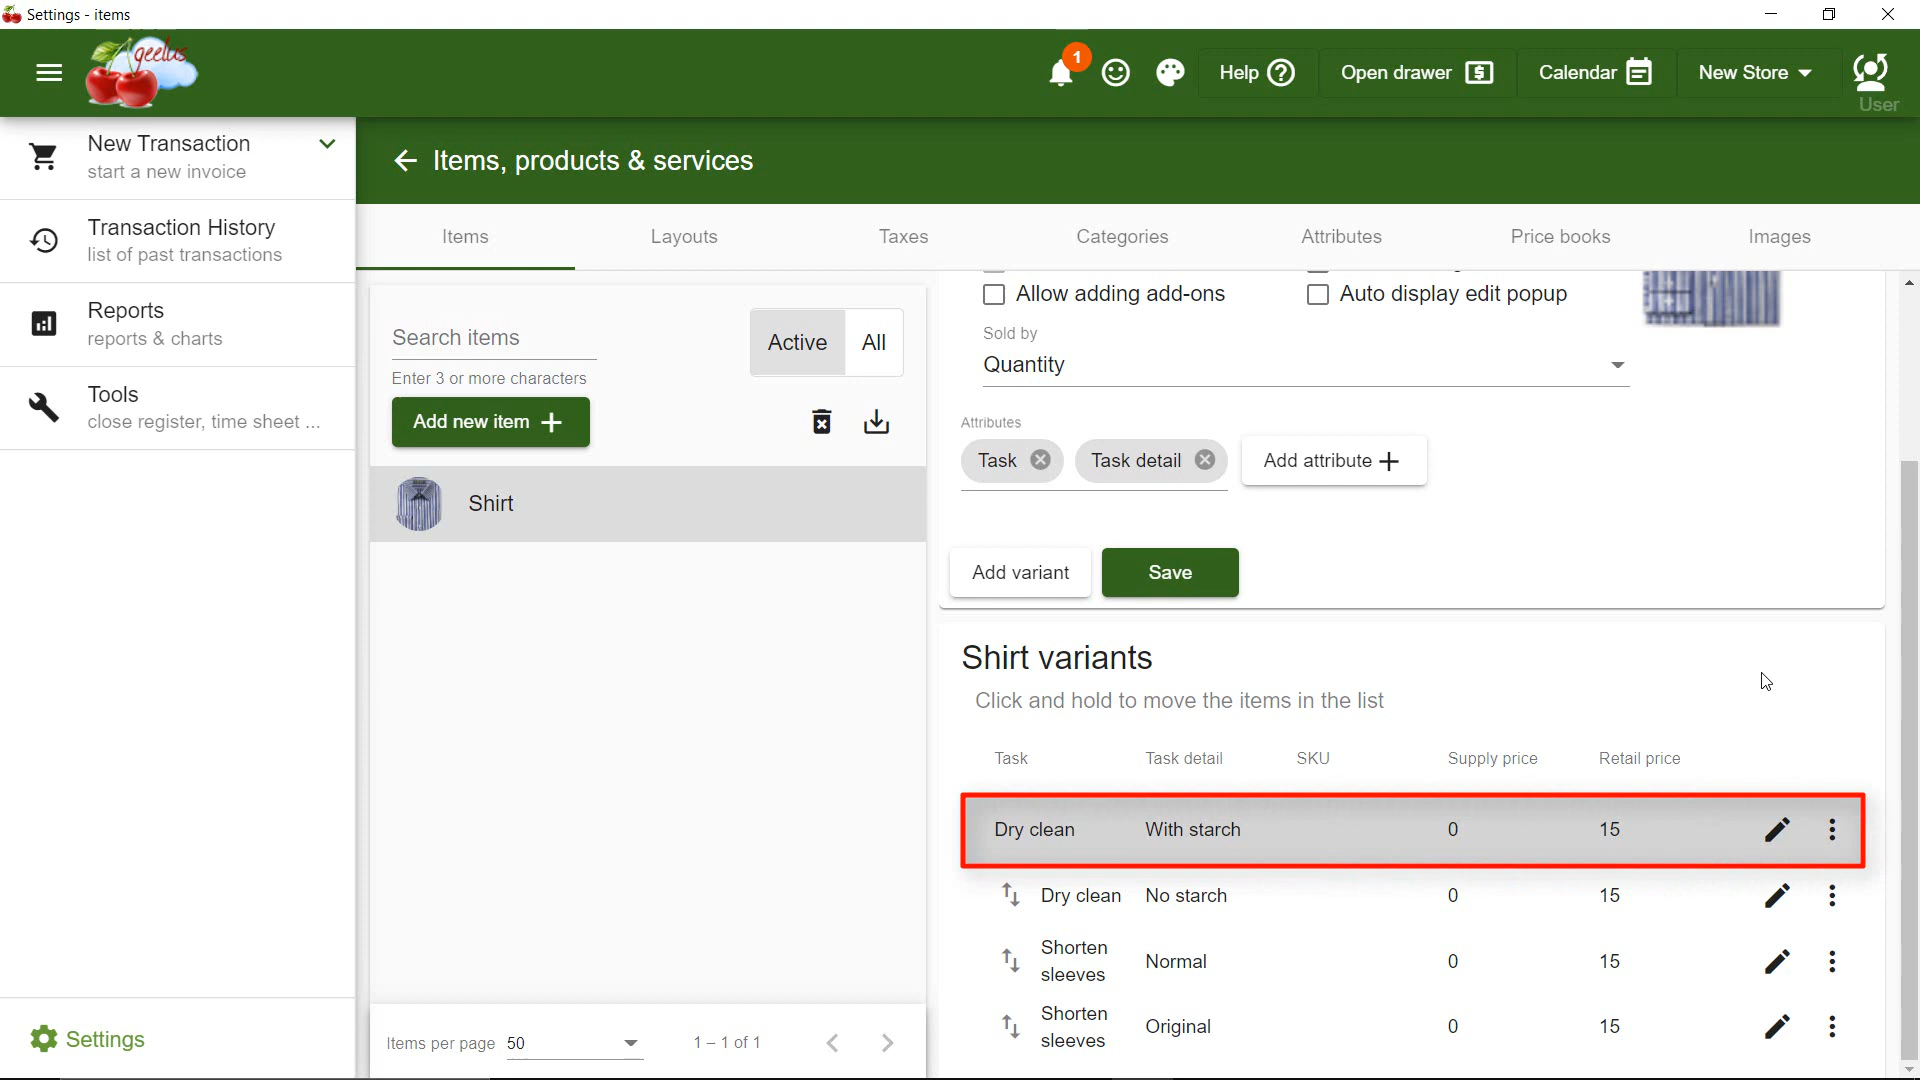 Settings - items
geelus
1
Help
Open drawer
Calendar
New Store
User
New Transaction
start a new invoice
Transaction History
list of past transactions
Reports
reports & charts
Tools
close register, time sheet ...
Settings
Items, products & services
Items
Layouts
Taxes
Categories
Attributes
Price books
Images
Search items
Enter 3 or more characters
Active
All
Add new item
Shirt
Items per page
50
1 – 1 of 1
Allow adding add-ons
Auto display edit popup
Sold by
Quantity
Attributes
Task
Task detail
Add attribute
Add variant
Save
Shirt variants
Click and hold to move the items in the list
Task Task detail SKU Supply price Retail price
Dry clean With starch 0 15
Dry clean No starch 0 15
Shorten
sleeves Normal 0 15
Shorten
sleeves Original 0 15